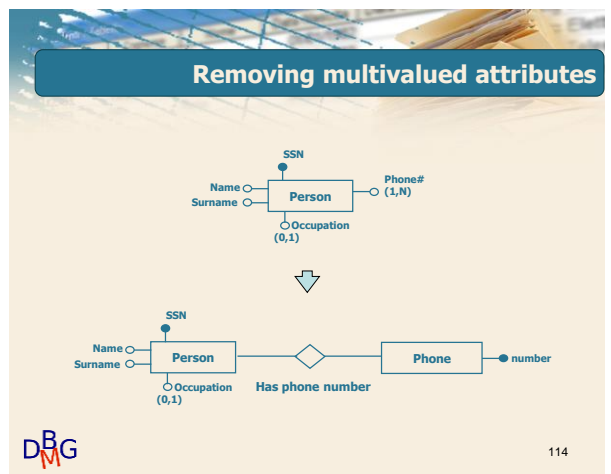 Removing multivalued attributes
SSN
Name
Surname
Person
Phone#
(1,N)
Occupation
(0,1)
SSN
Name
Surname
Person
Phone
number
Occupation
(0,1)
Has phone number
DBMG
114